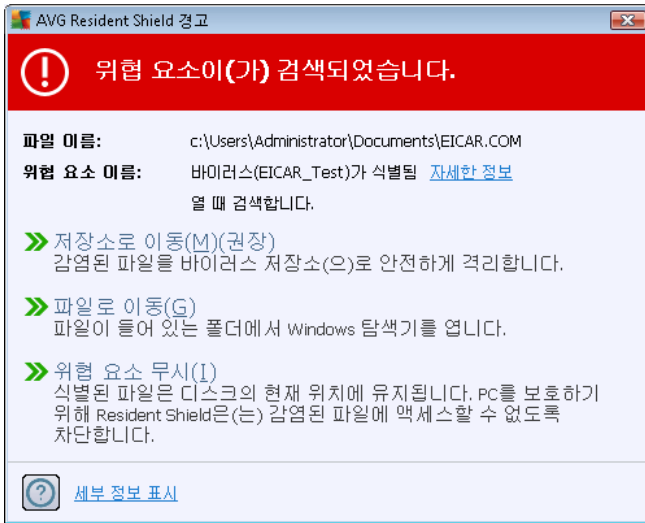 AVG Resident Shield 경고
위협 요소이(가) 검색되었습니다.
파일 이름: c:\Users\Administrator\Documents\EICAR.COM
위협 요소 이름: 바이러스(EICAR_Test)가 식별됨 자세한 정보
열 때 검색합니다.
저장소로 이동(M)(권장)
감염된 파일을 바이러스 저장소(으)로 안전하게 격리합니다.
파일로 이동(G)
파일이 들어 있는 폴더에서 Windows 탐색기를 엽니다.
위협 요소 무시(I)
식별된 파일은 디스크의 현재 위치에 유지됩니다. PC를 보호하기
위해 Resident Shield은(는) 감염된 파일에 액세스할 수 없도록
차단합니다.
세부 정보 표시